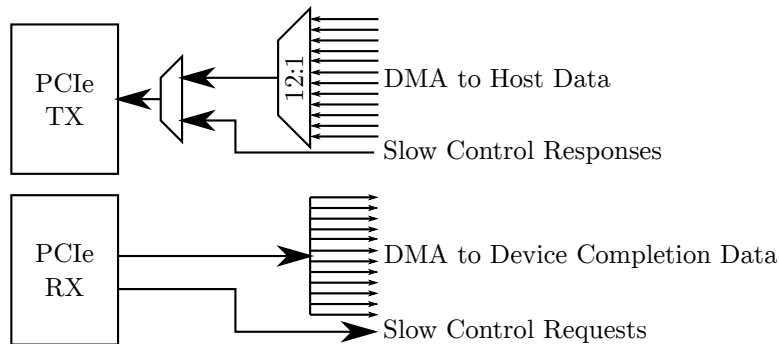 PCIe
TX
12:1
DMA to Host Data
Slow Control Responses
PCIe
RX
DMA to Device Completion Data
Slow Control Requests